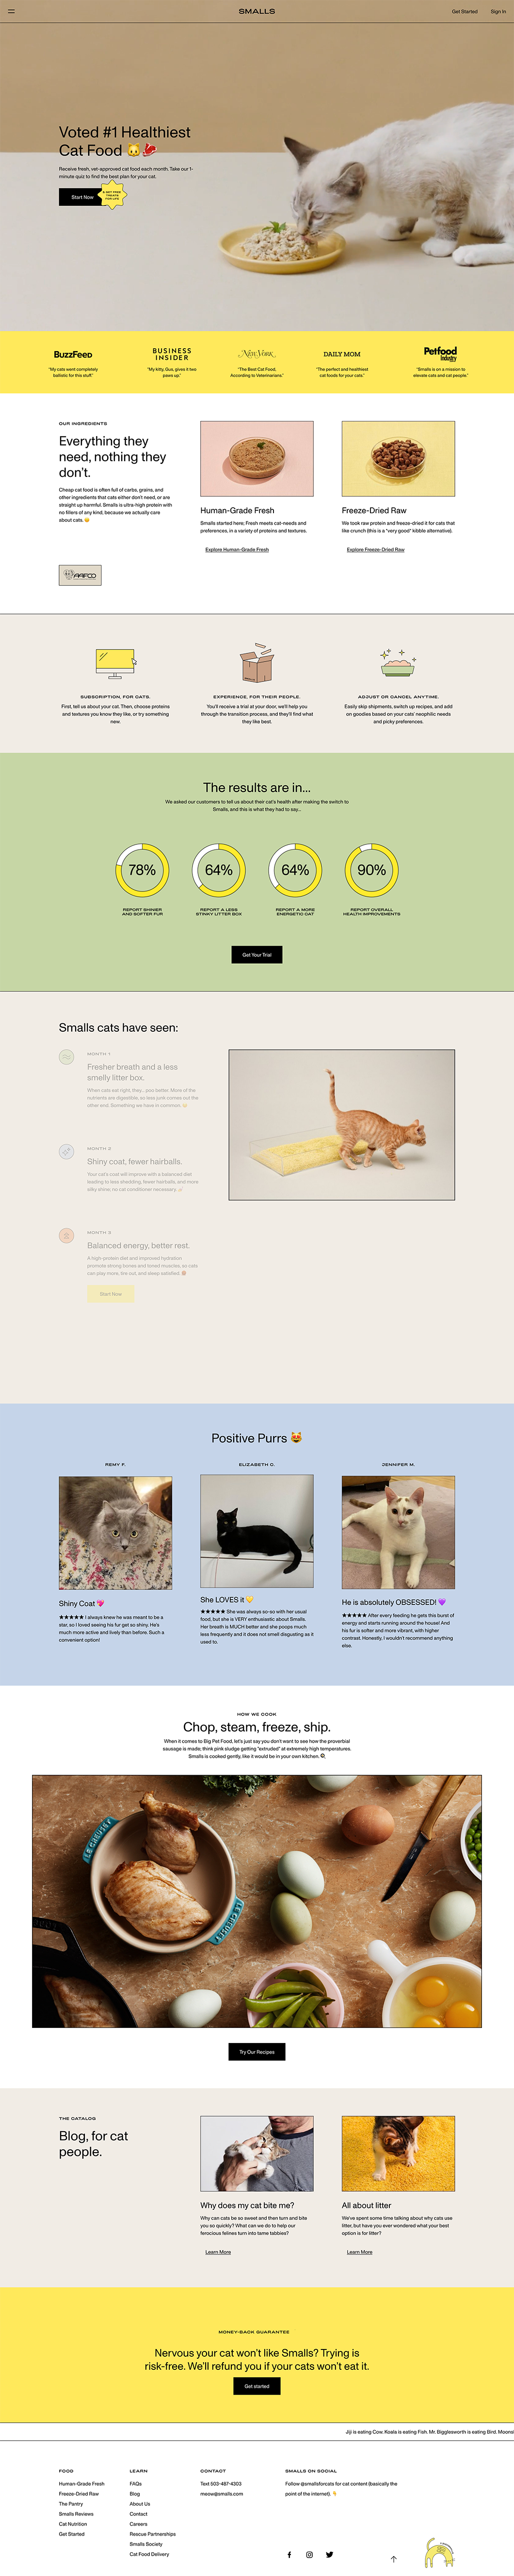 SMALLS
Get Started
Sign In
Voted #1 Healthiest
Cat Food 🐱🥩
Receive fresh, vet-approved cat food each month. Take our 1-
minute quiz to find the best plan for your cat.
Start Now
BuzzFeed
"My cats went completely
ballistic for this stuff."
BUSINESS
INSIDER
"My kitty, Gus, gives it two
paws up."
New York
"The Best Cat Food,
According to Veterinarians."
DAILY MOM
"The perfect and healthiest
cat foods for your cats."
Petfood
Industry
"Smalls is on a mission to
elevate cats and cat people."
OUR INGREDIENTS
Everything they
need, nothing they
don't.
Cheap cat food is often full of carbs, grains, and
other ingredients that cats either don't need, or are
straight up harmful. Smalls is ultra-high protein with
no fillers of any kind, because we actually care
about cats.
AAFCO
Human-Grade Fresh
Smalls started here; Fresh meets cat-needs and
preferences, in a variety of proteins and textures.
Explore Human-Grade Fresh
Freeze-Dried Raw
We took raw protein and freeze-dried it for cats that
like crunch (this is a *very good* kibble alternative).
Explore Freeze-Dried Raw
SUBSCRIPTION, FOR CATS.
First, tell us about your cat. Then, choose proteins
and textures you know they like, or try something
new.
EXPERIENCE, FOR THEIR PEOPLE.
You'll receive a trial at your door, we'll help you
through the transition process, and they'll find what
they like best.
ADJUST OR CANCEL ANYTIME.
Easily skip shipments, switch up recipes, and add
on goodies based on your cats' neophilic needs
and picky preferences.
The results are in...
We asked our customers to tell us about their cat's health after making the switch to
Smalls, and this is what they had to say...
78%
REPORT SHINIER
AND SOFTER FUR
64%
REPORT A LESS
STINKY LITTER BOX
64%
REPORT A MORE
ENERGETIC CAT
90%
REPORT OVERALL
HEALTH IMPROVEMENTS
Get Your Trial
Smalls cats have seen:
MONTH 1
Fresher breath and a less
smelly litter box.
When cats eat right, they... poo better. More of the
nutrients are digestible, so less junk comes out the
other end. Something we have in common.
MONTH 2
Shiny coat, fewer hairballs.
Your cat's coat will improve with a balanced diet
leading to less shedding, fewer hairballs, and more
silky shine, no cat conditioner necessary.
MONTH 3
Balanced energy, better rest.
A high-protein diet and improved hydration
promote strong bones and toned muscles, so cats
can play more, the out, and sleep satisfied.
Start Now
Positive Purrs 😻
REMY F.
Shiny Coat 💖
★★★★★ I always knew he was meant to be a
star, so I loved seeing his fur get so shiny. He's
much more active and lively than before. Such a
convenient option!
ELIZABETH C.
She LOVES it 💛
★★★★★ She was always so-so with her usual
food, but she is VERY enthusiastic about Smalls.
Her breath is MUCH better and she poops much
less frequently and it does not smell disgusting as it
used to.
JENNIFER M.
He is absolutely OBSESSED! 💜
★★★★★ After every feeding he gets this burst of
energy and starts running around the house! And
his fur is softer and more vibrant, with higher
contrast. Honestly, I wouldn't recommend anything
else.
HOW WE COOK
Chop, steam, freeze, ship.
When it comes to Big Pet Food, let's just say you don't want to see how the proverbial
sausage is made; think pink sludge getting "extruded" at extremely high temperatures.
Smalls is cooked gently, like it would be in your own kitchen.
LE CREUSET
Try Our Recipes
THE CATALOG
Blog, for cat
people.
Why does my cat bite me?
Why can cats be so sweet and then turn and bite
you so quickly? What can we do to help our
ferocious felines turn into tame tabbies?
Learn More
All about litter
We've spent some time talking about why cats use
litter, but have you ever wondered what your best
option is for litter?
Learn More
MONEY-BACK GUARANTEE
Nervous your cat won't like Smalls? Trying is
risk-free. We'll refund you if your cats won't eat it.
Get started
Jiji is eating Cow. Koala is eating Fish. Mr. Bigglesworth is eating Bird. Moons
FOOD
Human-Grade Fresh
Freeze-Dried Raw
The Pantry
Smalls Reviews
Cat Nutrition
Get Started
LEARN
FAQs
Blog
About Us
Contact
Careers
Rescue Partnerships
Smalls Society
Cat Food Delivery
CONTACT
Text 503-487-4303
meow@smalls.com
SMALLS ON SOCIAL
Follow @smallsforcats for cat content (basically the
point of the internet).